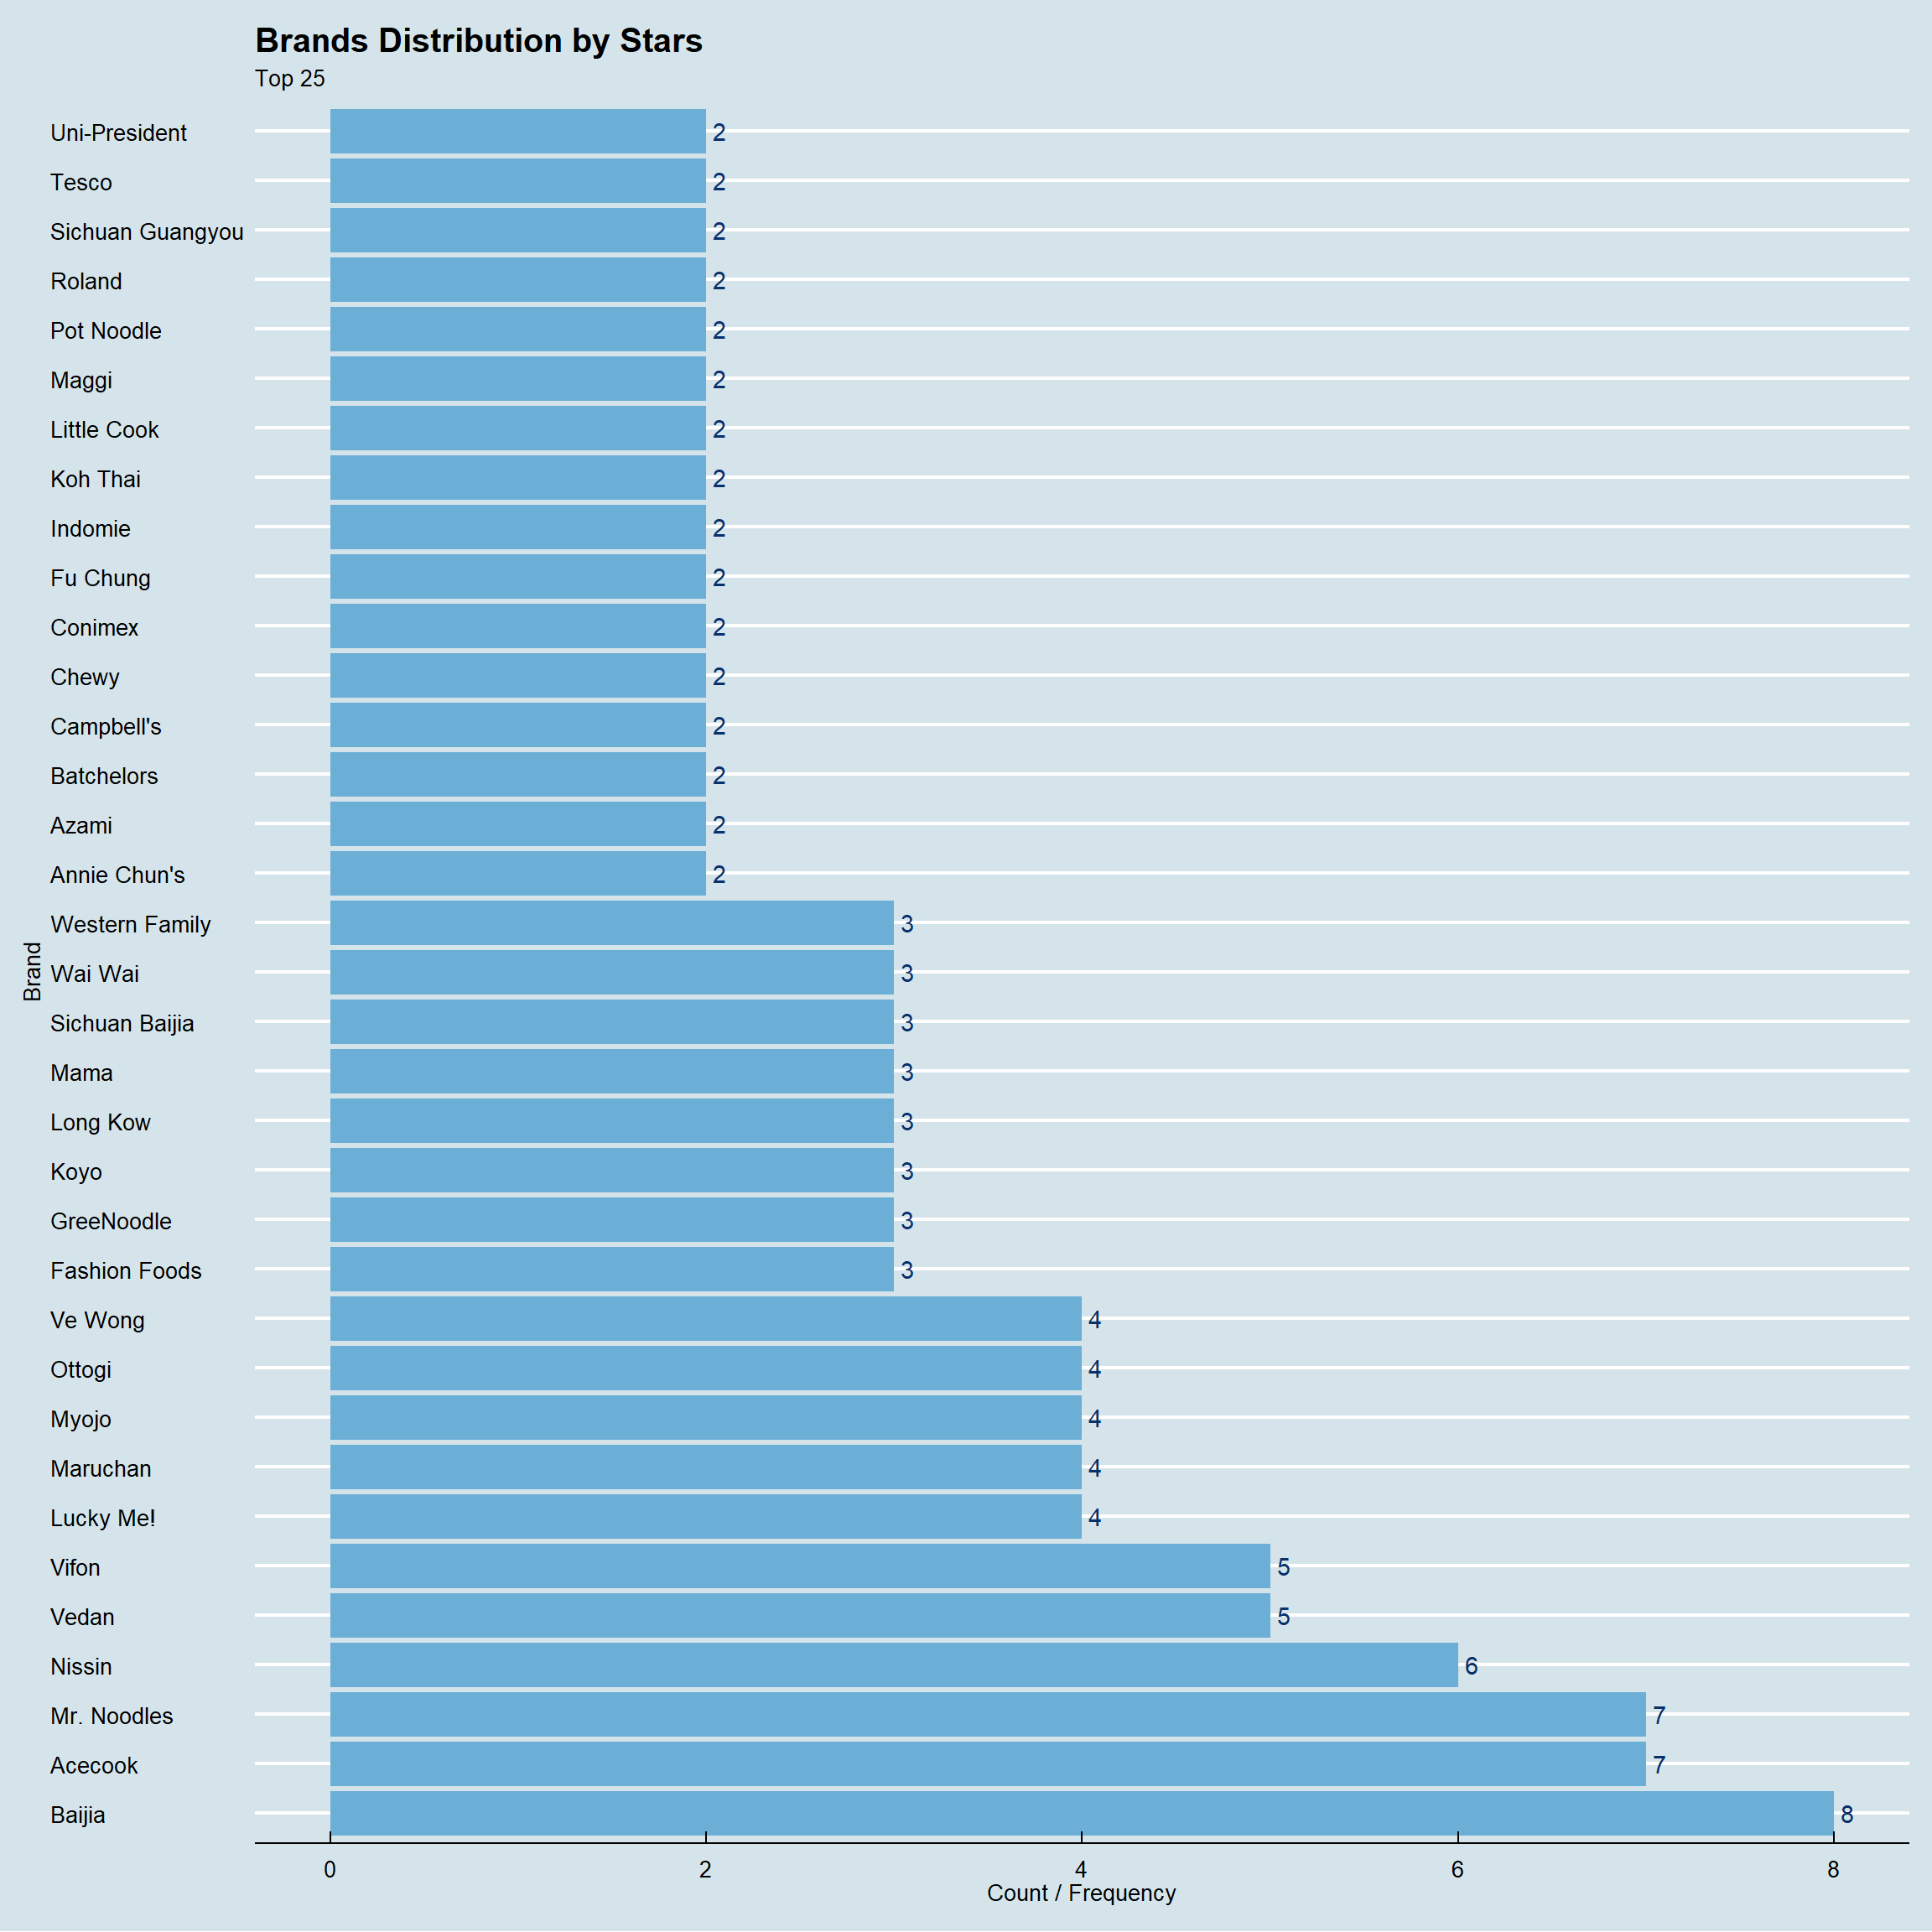 Brands Distribution by Stars
Top 25
Uni-President 2
Tesco 2
Sichuan Guangyou 2
Roland 2
Pot Noodle 2
Maggi 2
Little Cook 2
Koh Thai 2
Indomie 2
Fu Chung 2
Conimex 2
Chewy 2
Campbell's 2
Batchelors 2
Azami 2
Annie Chun's 2
Western Family 3
Brand
Wai Wai 3
Sichuan Baijia 3
Mama 3
Long Kow 3
Koyo 3
GreeNoodle 3
Fashion Foods 3
Ve Wong 4
Ottogi 4
Myojo 4
Maruchan 4
Lucky Me! 4
Vifon 5
Vedan 5
Nissin 6
Mr. Noodles 7
Acecook 7
Baijia 8
0 2 4 6 8
Count / Frequency